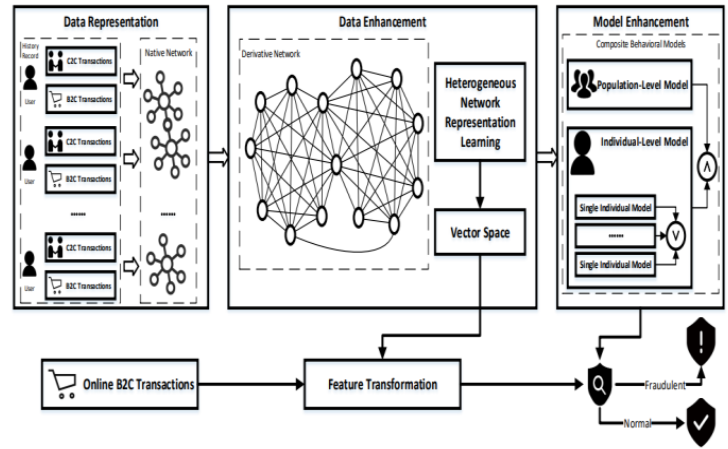 Data Representation
History
Record
User
C2C Transactions
B2C Transactions
User
C2C Transactions
B2C Transactions
......
User
C2C Transactions
B2C Transactions
Native Network
......
Data Enhancement
Derivative Network
Heterogeneous
Network
Representation
Learning
Vector Space
Model Enhancement
Composite Behavioral Models
Population-Level Model
Individual-Level Model
Single Individual Model
......
Single Individual Model
∨
∧
Online B2C Transactions
Feature Transformation
Fraudulent
Normal